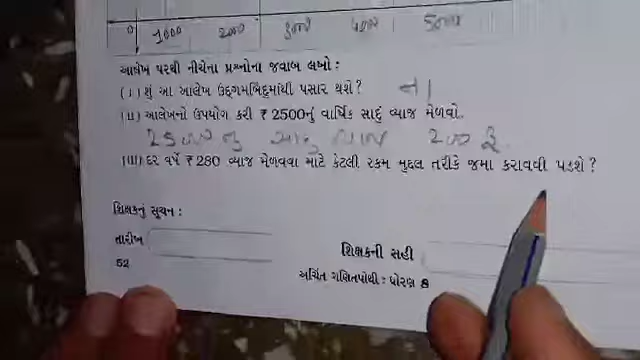 0 1000 2000 3000 4000 5000
આલેખ પરથી નીચેના પ્રશ્નોના જવાબ લખો :
(I) શું આ આલેખ ઉદ્દગમબિંદુમાંથી પસાર થશે? ના
(II) આલેખનો ઉપયોગ કરી ₹ 2500નું વાર્ષિક સાદું વ્યાજ મેળવો.
2500 નુ સાદુ વ્યાજ 200 રૂ.
(III) દર વર્ષે ₹ 280 વ્યાજ મેળવવા માટે કેટલી રકમ મુદ્દલ તરીકે જમા કરાવવી પડશે?
શિક્ષકનું સૂચન :
તારીખ
શિક્ષકની સહી
52
અર્ચિત ગણિતપોથી : ધોરણ 8